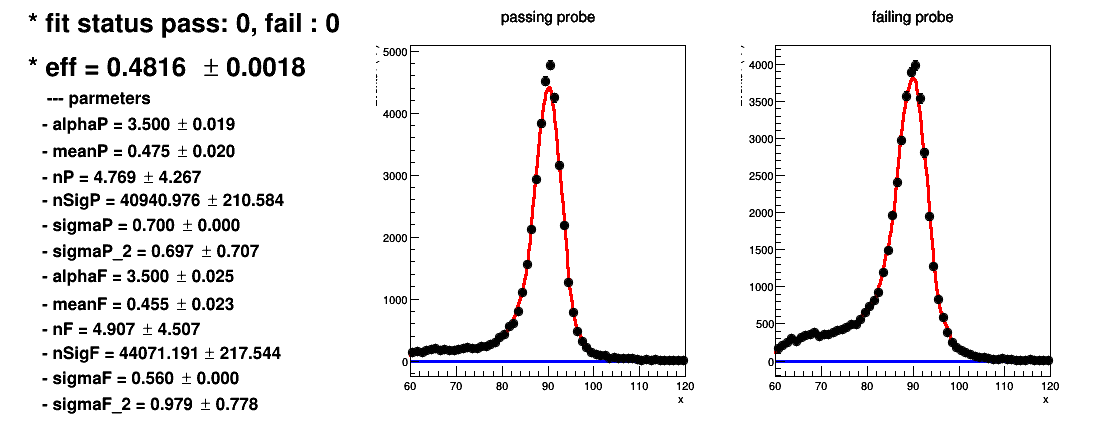 * fit status pass: 0, fail : 0
* eff = 0.4816 ± 0.0018
--- parmeters
- alphaP = 3.500 ± 0.019
- meanP = 0.475 ± 0.020
- nP = 4.769 ± 4.267
- nSigP = 40940.976 ± 210.584
- sigmaP = 0.700 ± 0.000
- sigmaP_2 = 0.697 ± 0.707
- alphaF = 3.500 ± 0.025
- meanF = 0.455 ± 0.023
- nF = 4.907 ± 4.507
- nSigF = 44071.191 ± 217.544
- sigmaF = 0.560 ± 0.000
- sigmaF_2 = 0.979 ± 0.778
passing probe
5000
4000
3000
2000
1000
0
60 70 80 90 100 110 120
x
failing probe
4000
3500
3000
2500
2000
1500
1000
500
0
60 70 80 90 100 110 120
x